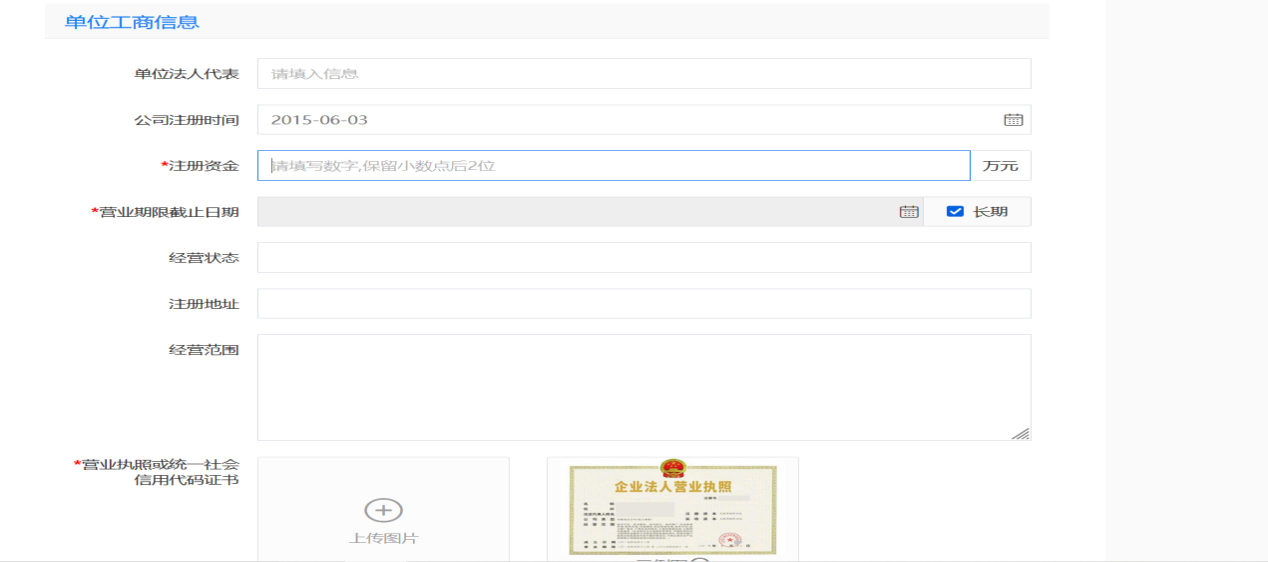 单位工商信息
单位法人代表
请填入信息
公司注册时间
2015-06-03
*注册资金
请填写数字,保留小数点后2位
万元
*营业期限截止日期
长期
经营状态
注册地址
经营范围
*营业执照或统一社会
信用代码证书
上传图片
企业法人营业执照